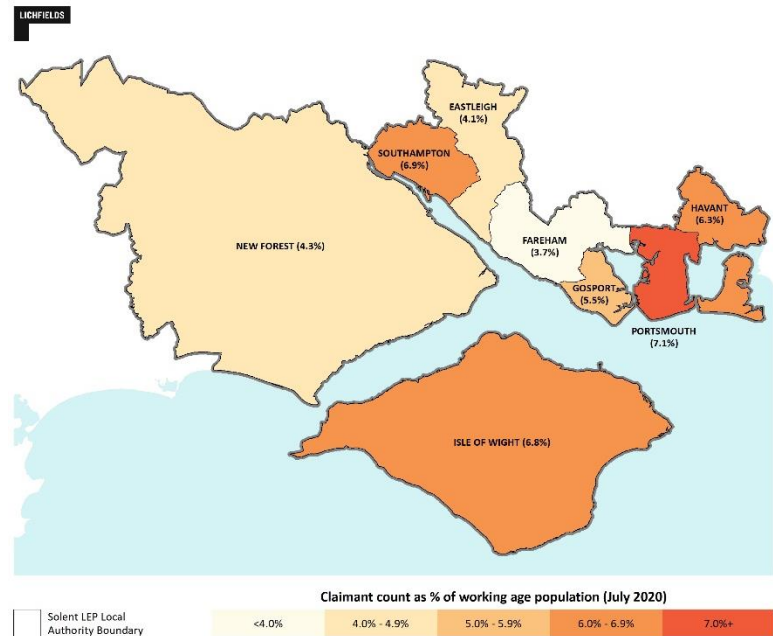 LICHFIELDS
EASTLEIGH
(4.1%)
SOUTHAMPTON
(6.9%)
HAVANT
(6.3%)
NEW FOREST (4.3%)
FAREHAM
(3.7%)
GOSPORT
(5.5%)
PORTSMOUTH
(7.1%)
ISLE OF WIGHT (6.8%)
Claimant count as % of working age population (July 2020)
Solent LEP Local
Authority Boundary
<4.0%
4.0% - 4.9%
5.0% - 5.9%
6.0% - 6.9%
7.0%+